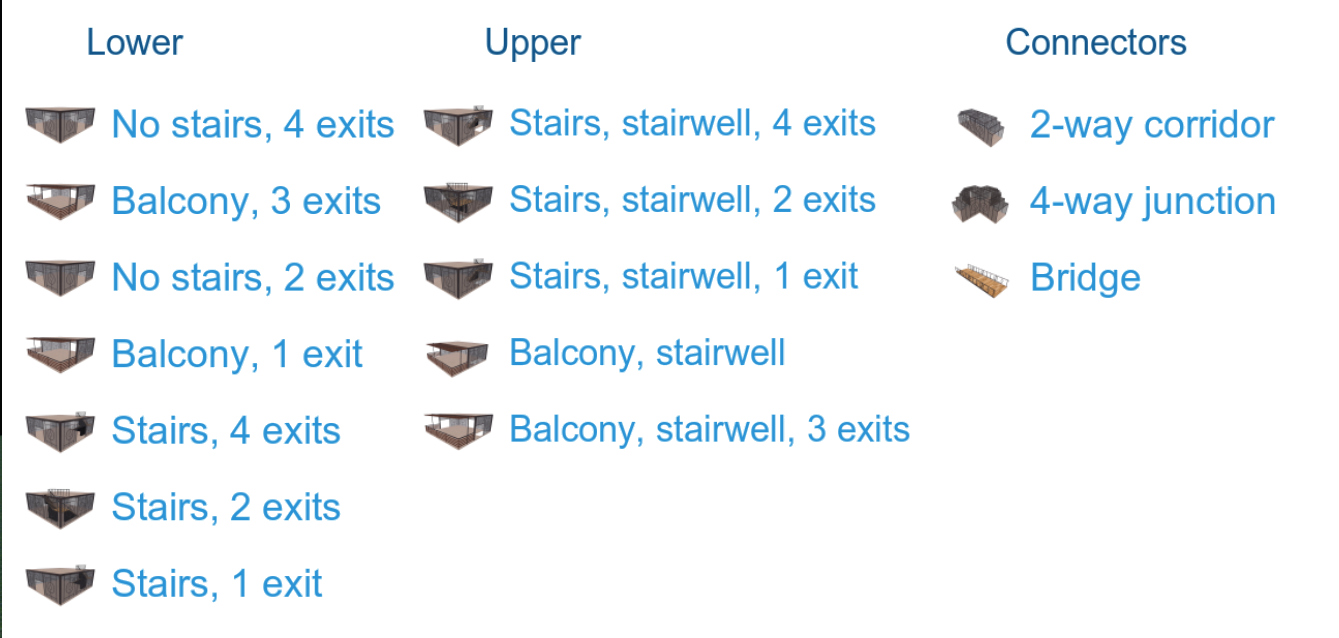 Lower
No stairs, 4 exits
Balcony, 3 exits
No stairs, 2 exits
Balcony, 1 exit
Stairs, 4 exits
Stairs, 2 exits
Stairs, 1 exit
Upper
Stairs, stairwell, 4 exits
Stairs, stairwell, 2 exits
Stairs, stairwell, 1 exit
Balcony, stairwell
Balcony, stairwell, 3 exits
Connectors
2-way corridor
4-way junction
Bridge